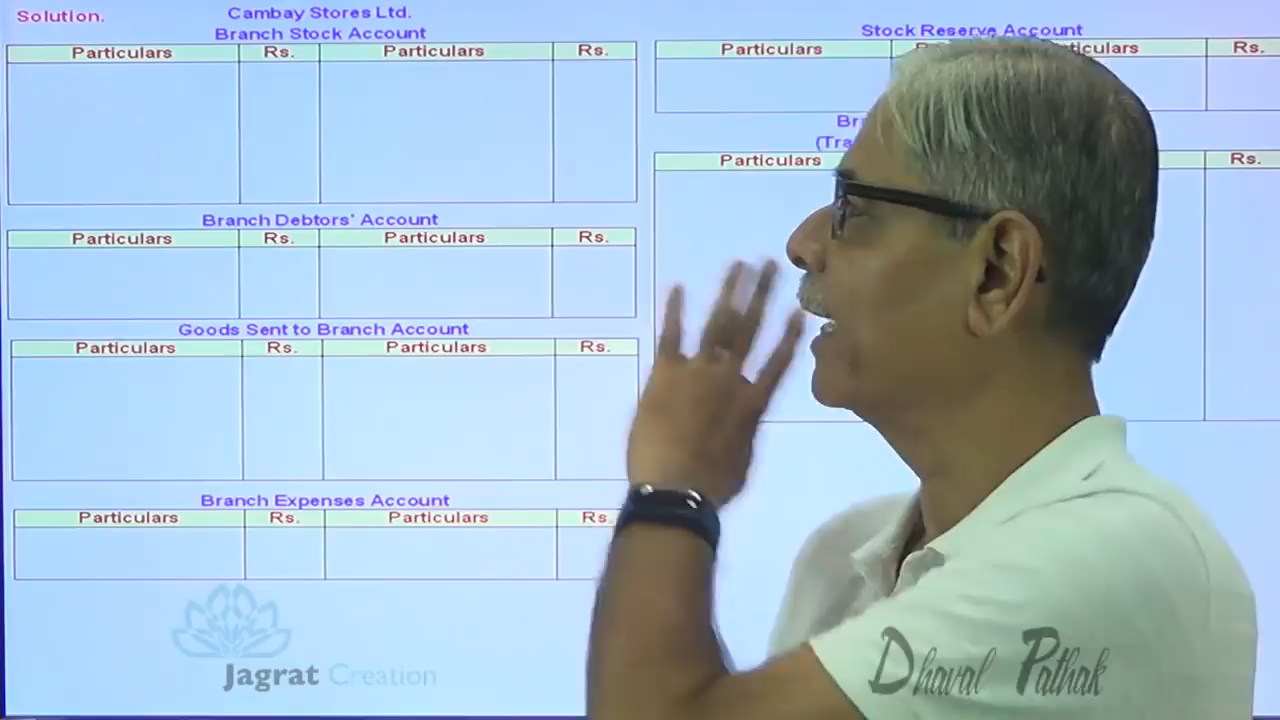 Solution.
Cambay Stores Ltd.
Branch Stock Account
Particulars Rs. Particulars Rs.
Branch Debtors' Account
Particulars Rs. Particulars Rs.
Goods Sent to Branch Account
Particulars Rs. Particulars Rs.
Branch Expenses Account
Particulars Rs. Particulars Rs.
Stock Reserve Account
Particulars Rs.
Particulars Rs.
Jagrat Creation
Dhaval Pathak